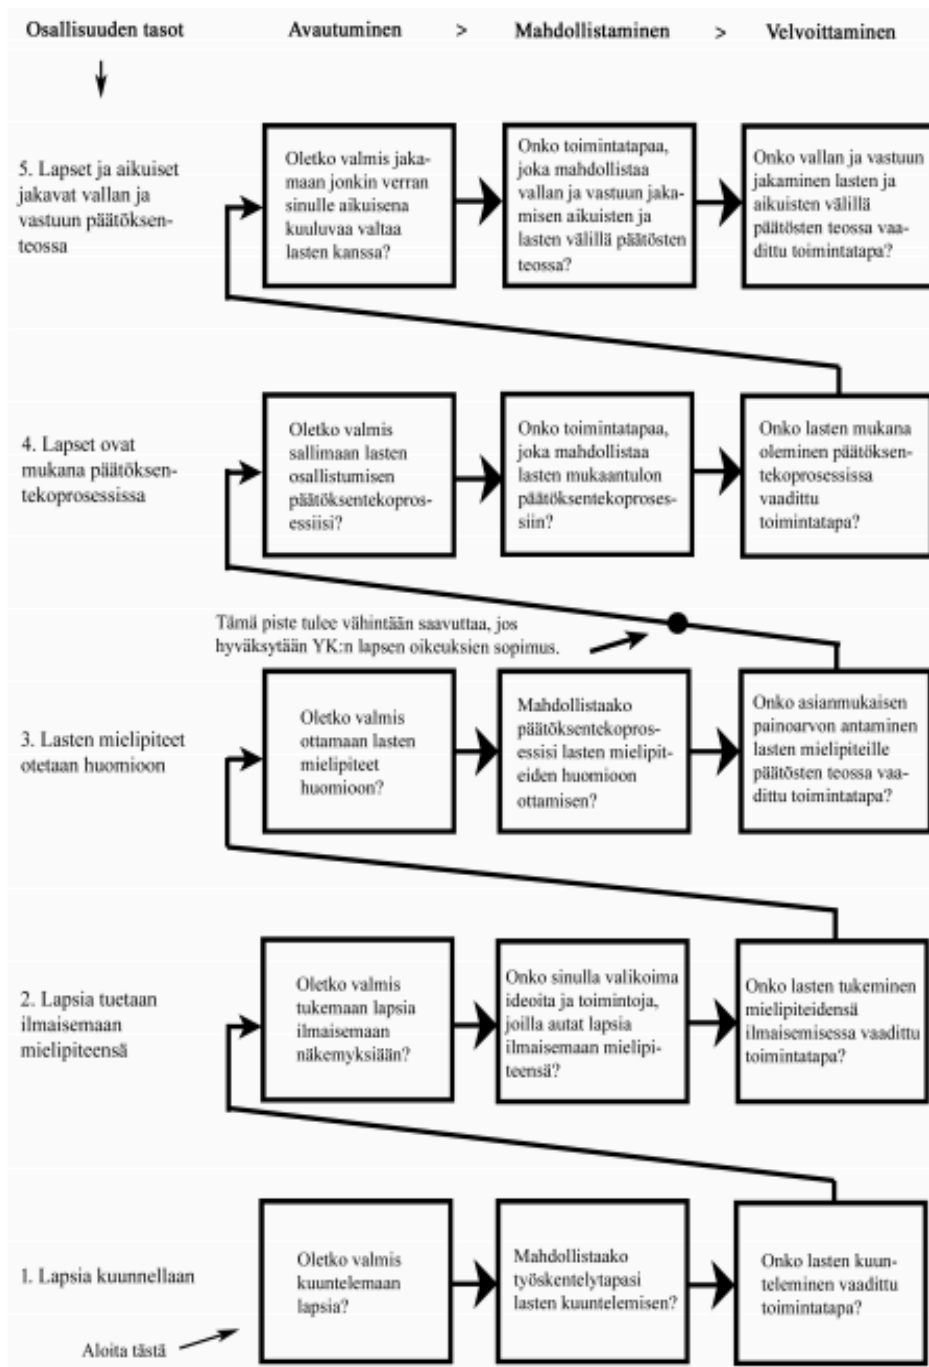 Osallisuuden tasot
Avautuminen > Mahdollistaminen > Velvoittaminen
5. Lapset ja aikuiset
jakavat vallan ja
vastuun päätöksen-
teossa
Oletko valmis jaka-
maan jonkin verran
sinulle aikuisena
kuuluvaa valtaa
lasten kanssa?
Onko toimintatapaa,
joka mahdollistaa
vallan ja vastuun jaka-
misen aikuisten ja
lasten välillä päätösten
teossa?
Onko vallan ja vastuun
jakaminen lasten ja
aikuisten välillä
päätösten teossa vaa-
dittu toimintatapa?
4. Lapset ovat
mukana päätöksen-
tekoprosessissa
Oletko valmis
sallimaan lasten
osallistumisen
päätöksentekopros-
essiisi?
Onko toimintatapaa,
joka mahdollistaa
lasten mukaantulon
päätöksentekoproses-
siin?
Onko lasten mukana
oleminen päätöksen-
tekoprosessissa
vaadittu
toimintatapa?
Tämä piste tulee vähintään saavuttaa, jos
hyväksytään YK:n lapsen oikeuksien sopimus.
3. Lasten mielipiteet
otetaan huomioon
Oletko valmis
ottamaan lasten
mielipiteet
huomioon?
Mahdollistaako
päätöksentekopros-
essisi lasten mielipit-
eiden huomioon
ottamisen?
Onko asianmukaisen
painoarvon antaminen
lasten mielipiteille
päätösten teossa vaa-
dittu toimintatapa?
2. Lapsia tuetaan
ilmaisemaan
mielipiteensä
Oletko valmis
tukemaan lapsia
ilmaisemaan
näkemyksiään?
Onko sinulla valikoima
ideoita ja toimintoja,
joilla autat lapsia
ilmaisemaan mielipi-
teensä?
Onko lasten tukeminen
mielipiteidensä
ilmaisemisessa vaadittu
toimintatapa?
1. Lapsia kuunnellaan
Oletko valmis
kuuntelemaan
lapsia?
Mahdollistaako
työskentelytapasi
lasten kuuntelemisen?
Onko lasten kuun-
teleminen vaadittu
toimintatapa?
Aloita tästä